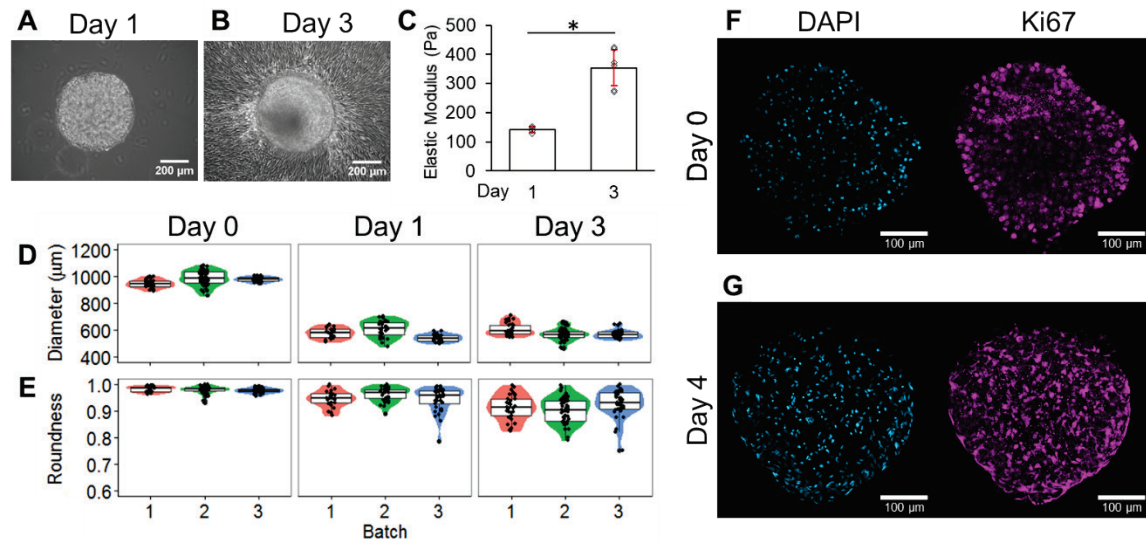 A Day 1
200 µm
B Day 3
200 µm
C
*
Elastic Modulus (Pa)
500
400
300
200
100
0
Day 1 3
D
Day 0 Day 1 Day 3
Diameter (µm)
1200
1000
800
600
400
E
Roundness
1.0
0.9
0.8
0.7
0.6
1 2 3 1 2 3 1 2 3
Batch
F
DAPI Ki67
Day 0
100 µm 100 µm
G
Day 4
100 µm 100 µm